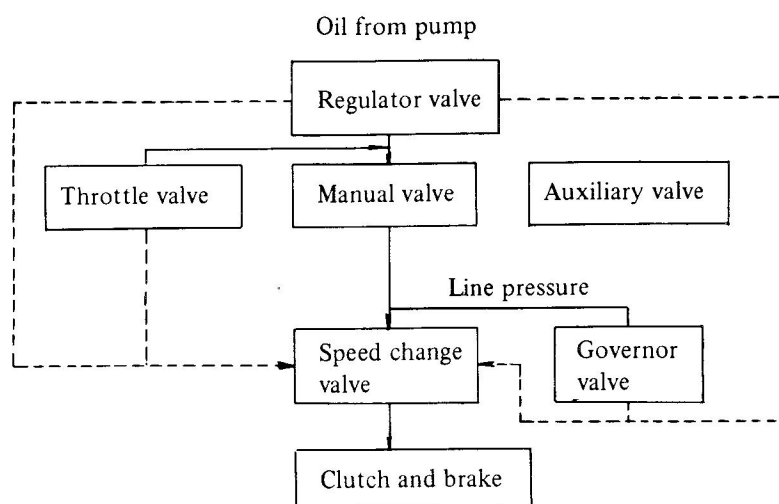 Oil from pump
Regulator valve
Throttle valve
Manual valve
Auxiliary valve
Line pressure
Speed change
valve
Governor
valve
Clutch and brake